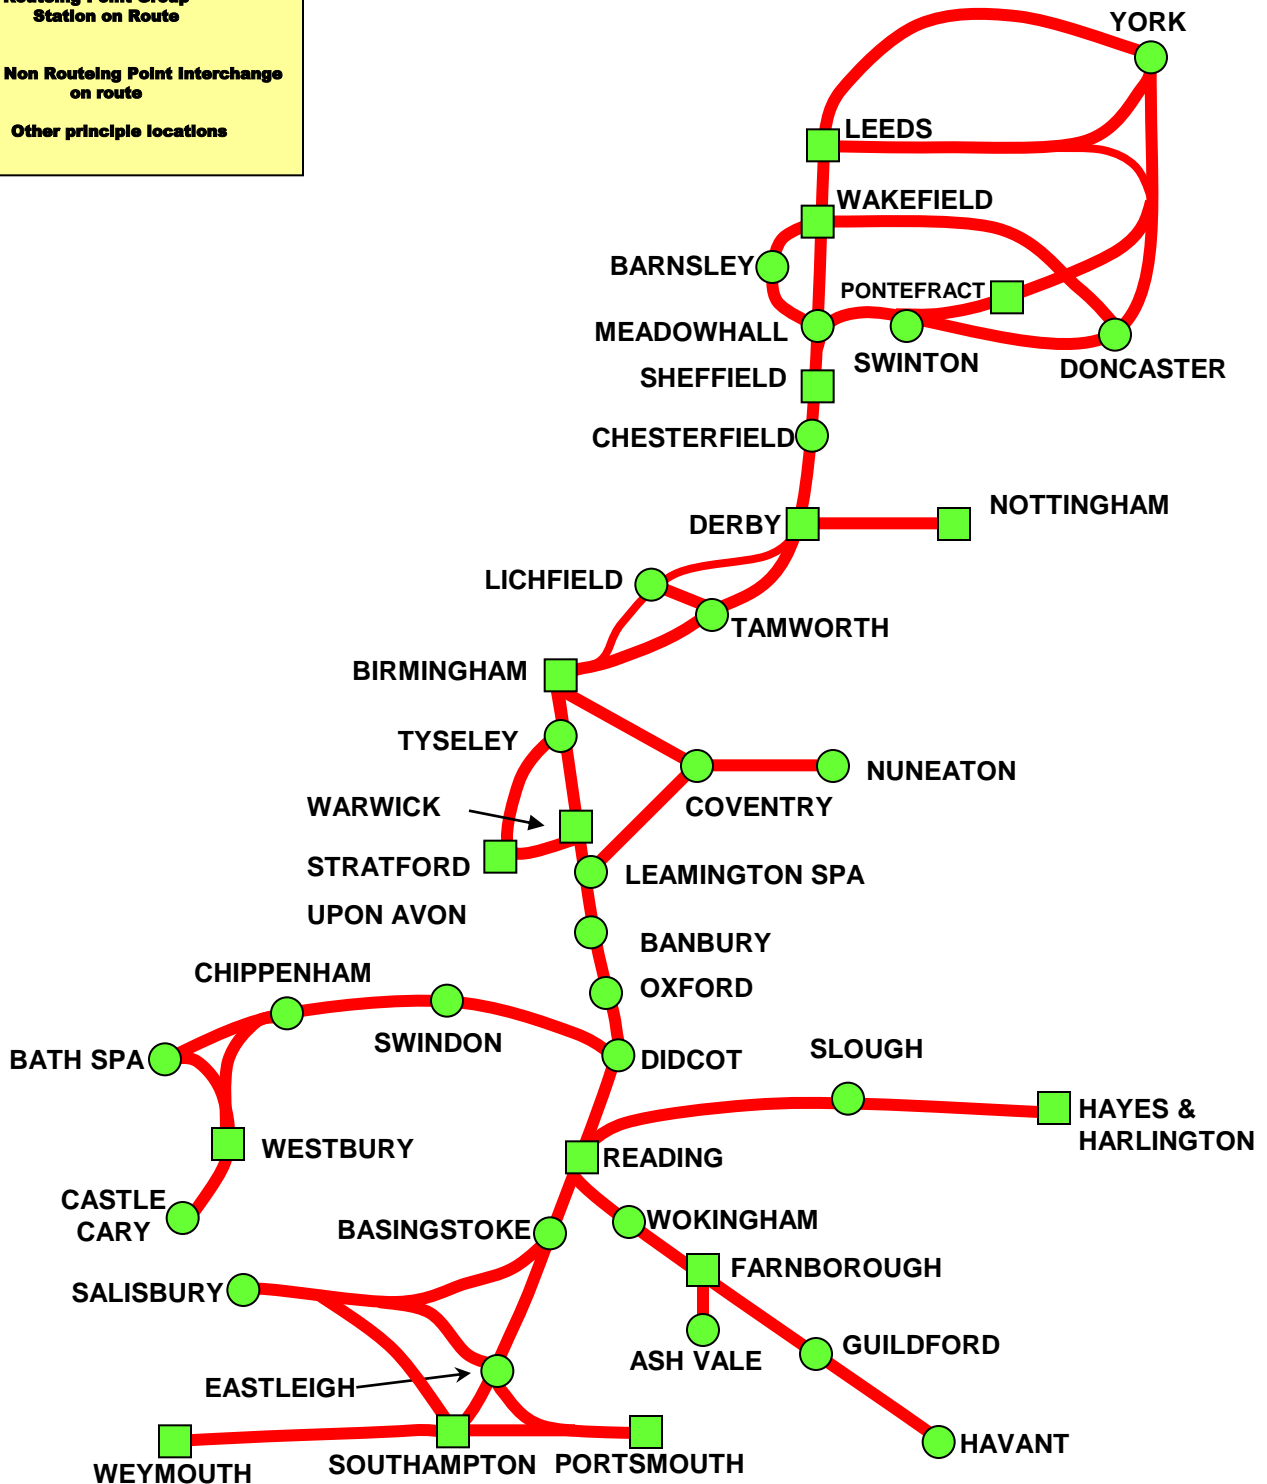 Routeing Point Group
Station on Route
Non Routeing Point Interchange
on route
Other principle locations
YORK
LEEDS
WAKEFIELD
BARNSLEY
PONTEFRACT
MEADOWHALL
SWINTON
DONCASTER
SHEFFIELD
CHESTERFIELD
NOTTINGHAM
DERBY
LICHFIELD
TAMWORTH
BIRMINGHAM
TYSELEY
NUNEATON
COVENTRY
WARWICK
STRATFORD
UPON AVON
LEAMINGTON SPA
BANBURY
OXFORD
CHIPPENHAM
SWINDON
BATH SPA
DIDCOT
SLOUGH
HAYES &
HARLINGTON
WESTBURY
READING
CASTLE
CARY
BASINGSTOKE
WOKINGHAM
FARNBOROUGH
SALISBURY
GUILDFORD
ASH VALE
EASTLEIGH
HAVANT
WEYMOUTH
SOUTHAMPTON
PORTSMOUTH